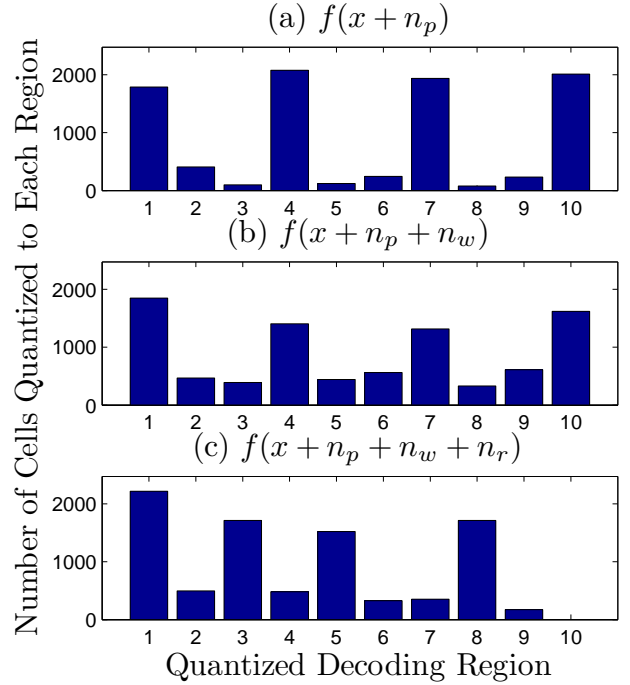 (a) f(x + n_p)
2000
1000
0
1 2 3 4 5 6 7 8 9 10
(b) f(x + n_p + n_w)
2000
1000
0
1 2 3 4 5 6 7 8 9 10
(c) f(x + n_p + n_w + n_r)
2000
1000
0
1 2 3 4 5 6 7 8 9 10
Quantized Decoding Region
Number of Cells Quantized to Each Region